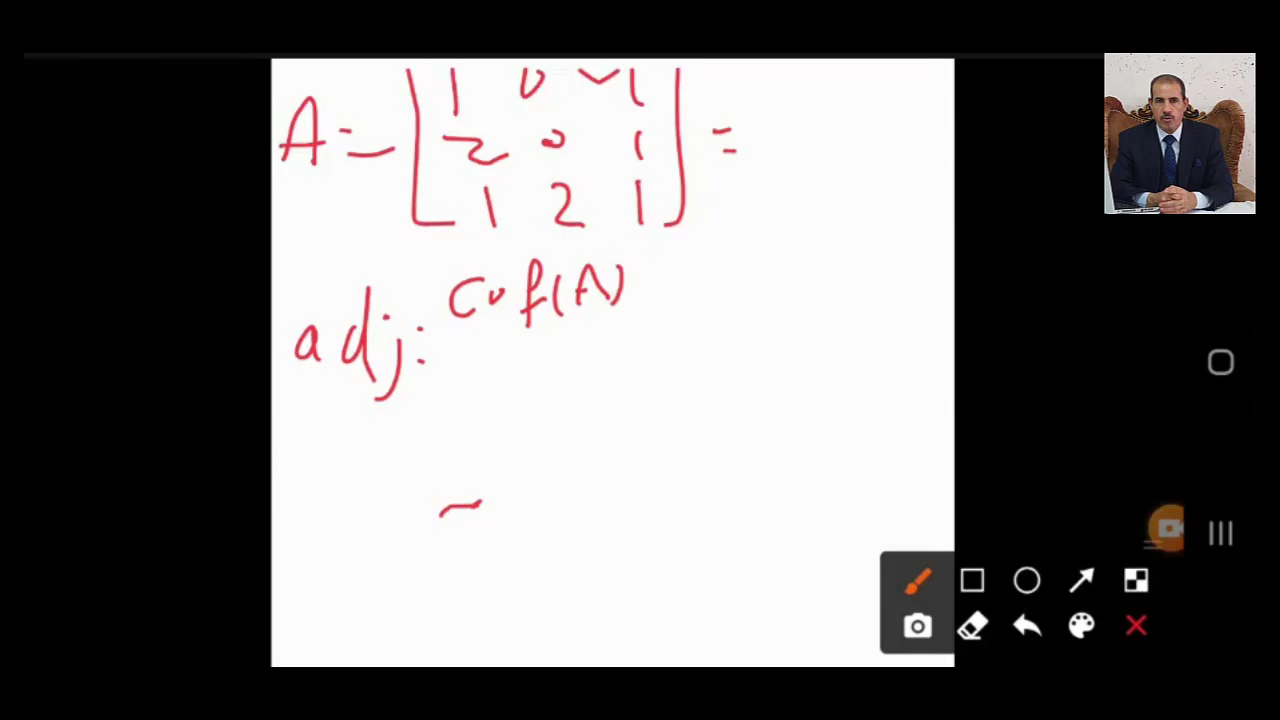 1 0 -1
A = 2 0 1 =
1 2 1
Cof(A)
adj: